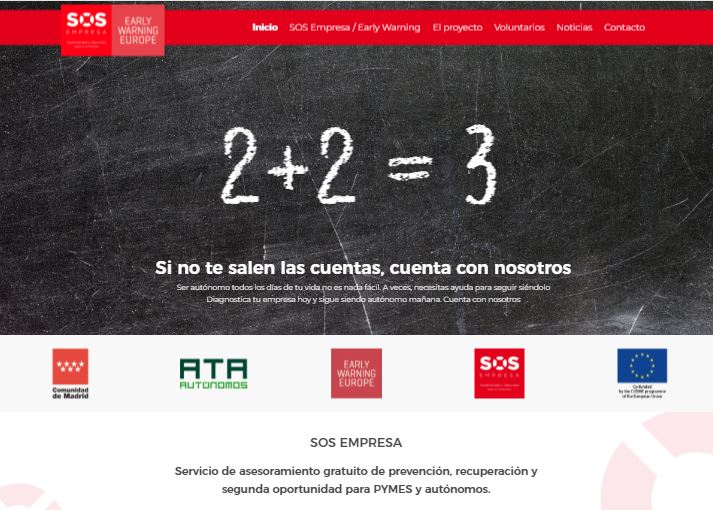 SOS
EMPRESA
EARLY
WARNING
EUROPE
Inicio
SOS Empresa / Early Warning
El proyecto
Voluntarios
Noticias
Contacto
2+2 = 3
Si no te salen las cuentas, cuenta con nosotros
Ser autónomo todos los días de tu vida no es nada fácil. A veces, necesitas ayuda para seguir siéndolo
Diagnostica tu empresa hoy y sigue siendo autónomo mañana. Cuenta con nosotros
Comunidad
de Madrid
ATA
AUTÓNOMOS
EARLY
WARNING
EUROPE
SOS
EMPRESA
Co-funded
by the COSME programme
of the European Union
SOS EMPRESA
Servicio de asesoramiento gratuito de prevención, recuperación y
segunda oportunidad para PYMES y autónomos.